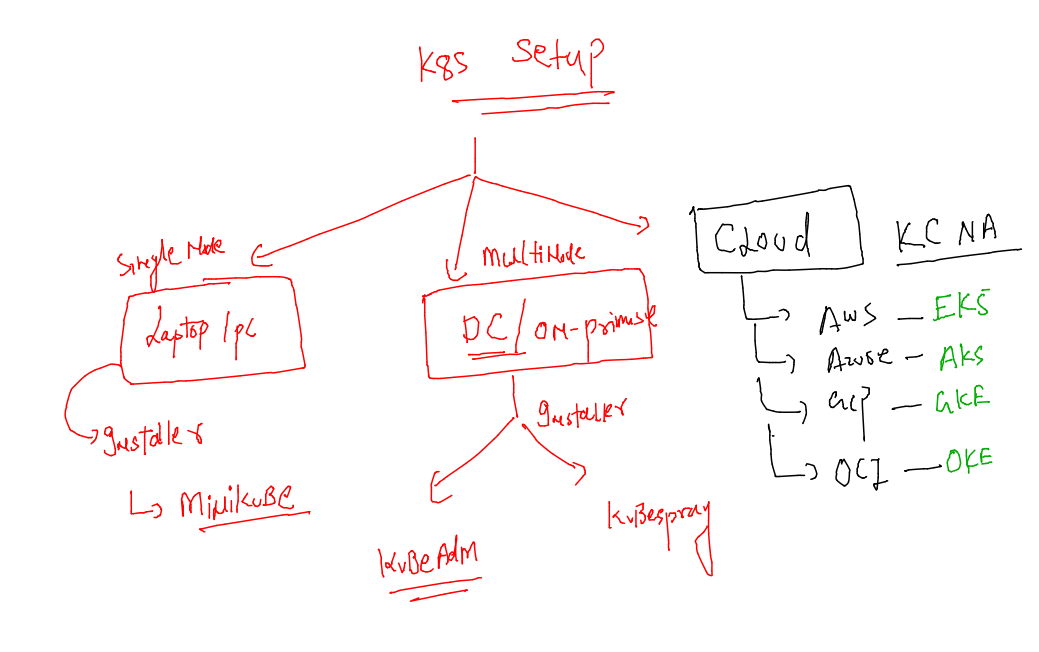 K8S Setup
Single Node
Laptop / PC
Installer
MiNiKuBe
MultiNode
DC / ON-primise
Installer
KuBeAdM
KuBespray
Cloud
KCNA
AWS - EKS
Azure - AKS
GCP - GKE
OCI - OKE